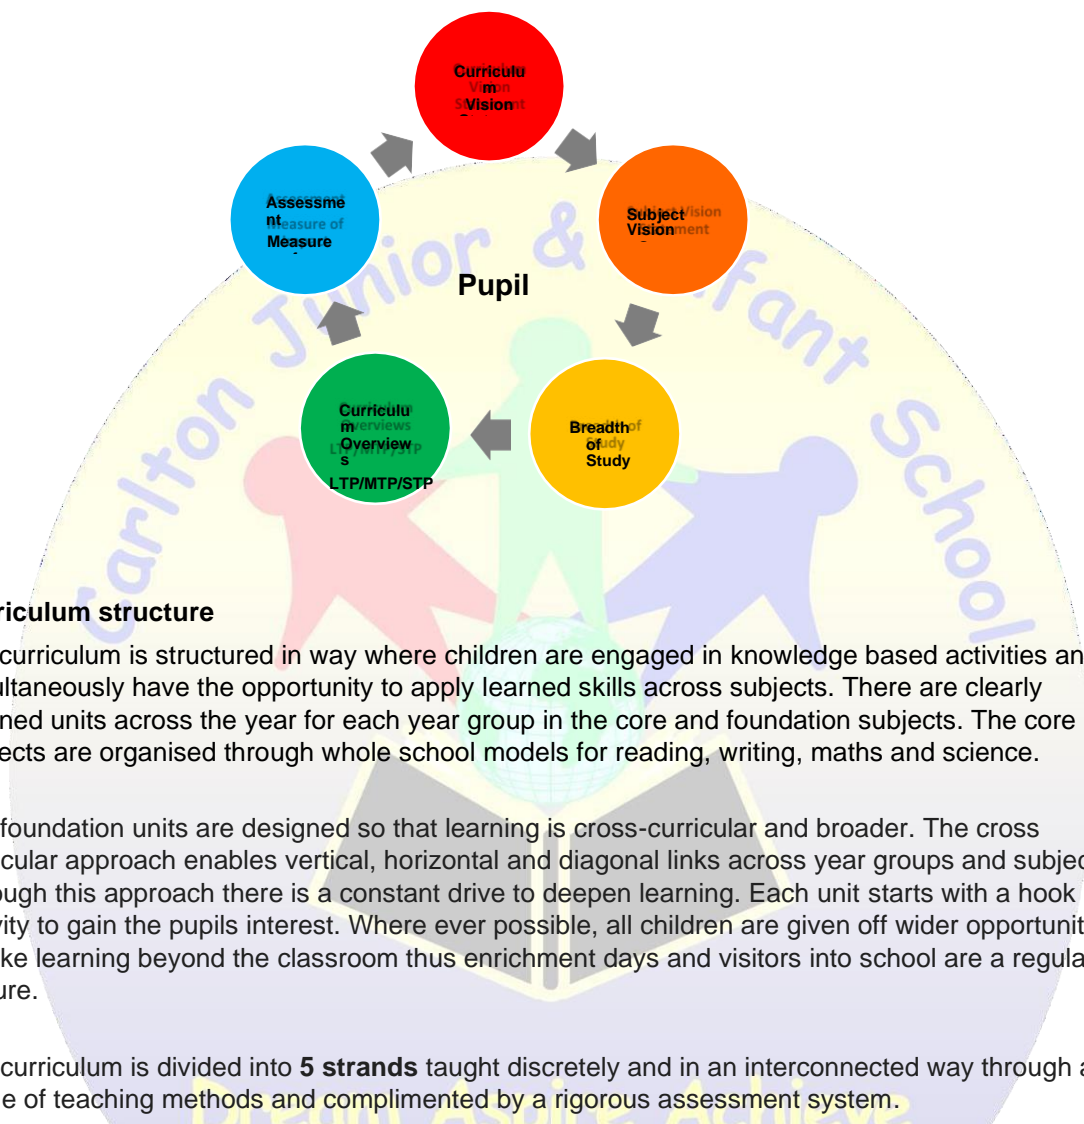 Curriculu
m
Vision
Assessme
nt
Measure
Subject
Vision
Pupil
Curriculu
m
Overview
s
LTP/MTP/STP
Breadth
of
Study
Carlton Junior & Infant School
riculum structure
curriculum is structured in way where children are engaged in knowledge based activities an
ultaneously have the opportunity to apply learned skills across subjects. There are clearly
ned units across the year for each year group in the core and foundation subjects. The core
ects are organised through whole school models for reading, writing, maths and science.
foundation units are designed so that learning is cross-curricular and broader. The cross
icular approach enables vertical, horizontal and diagonal links across year groups and subjec
ough this approach there is a constant drive to deepen learning. Each unit starts with a hook
vity to gain the pupils interest. Where ever possible, all children are given off wider opportunit
ke learning beyond the classroom thus enrichment days and visitors into school are a regula
ure.
curriculum is divided into 5 strands taught discretely and in an interconnected way through a
e of teaching methods and complimented by a rigorous assessment system.
Dream Aspire Achieve